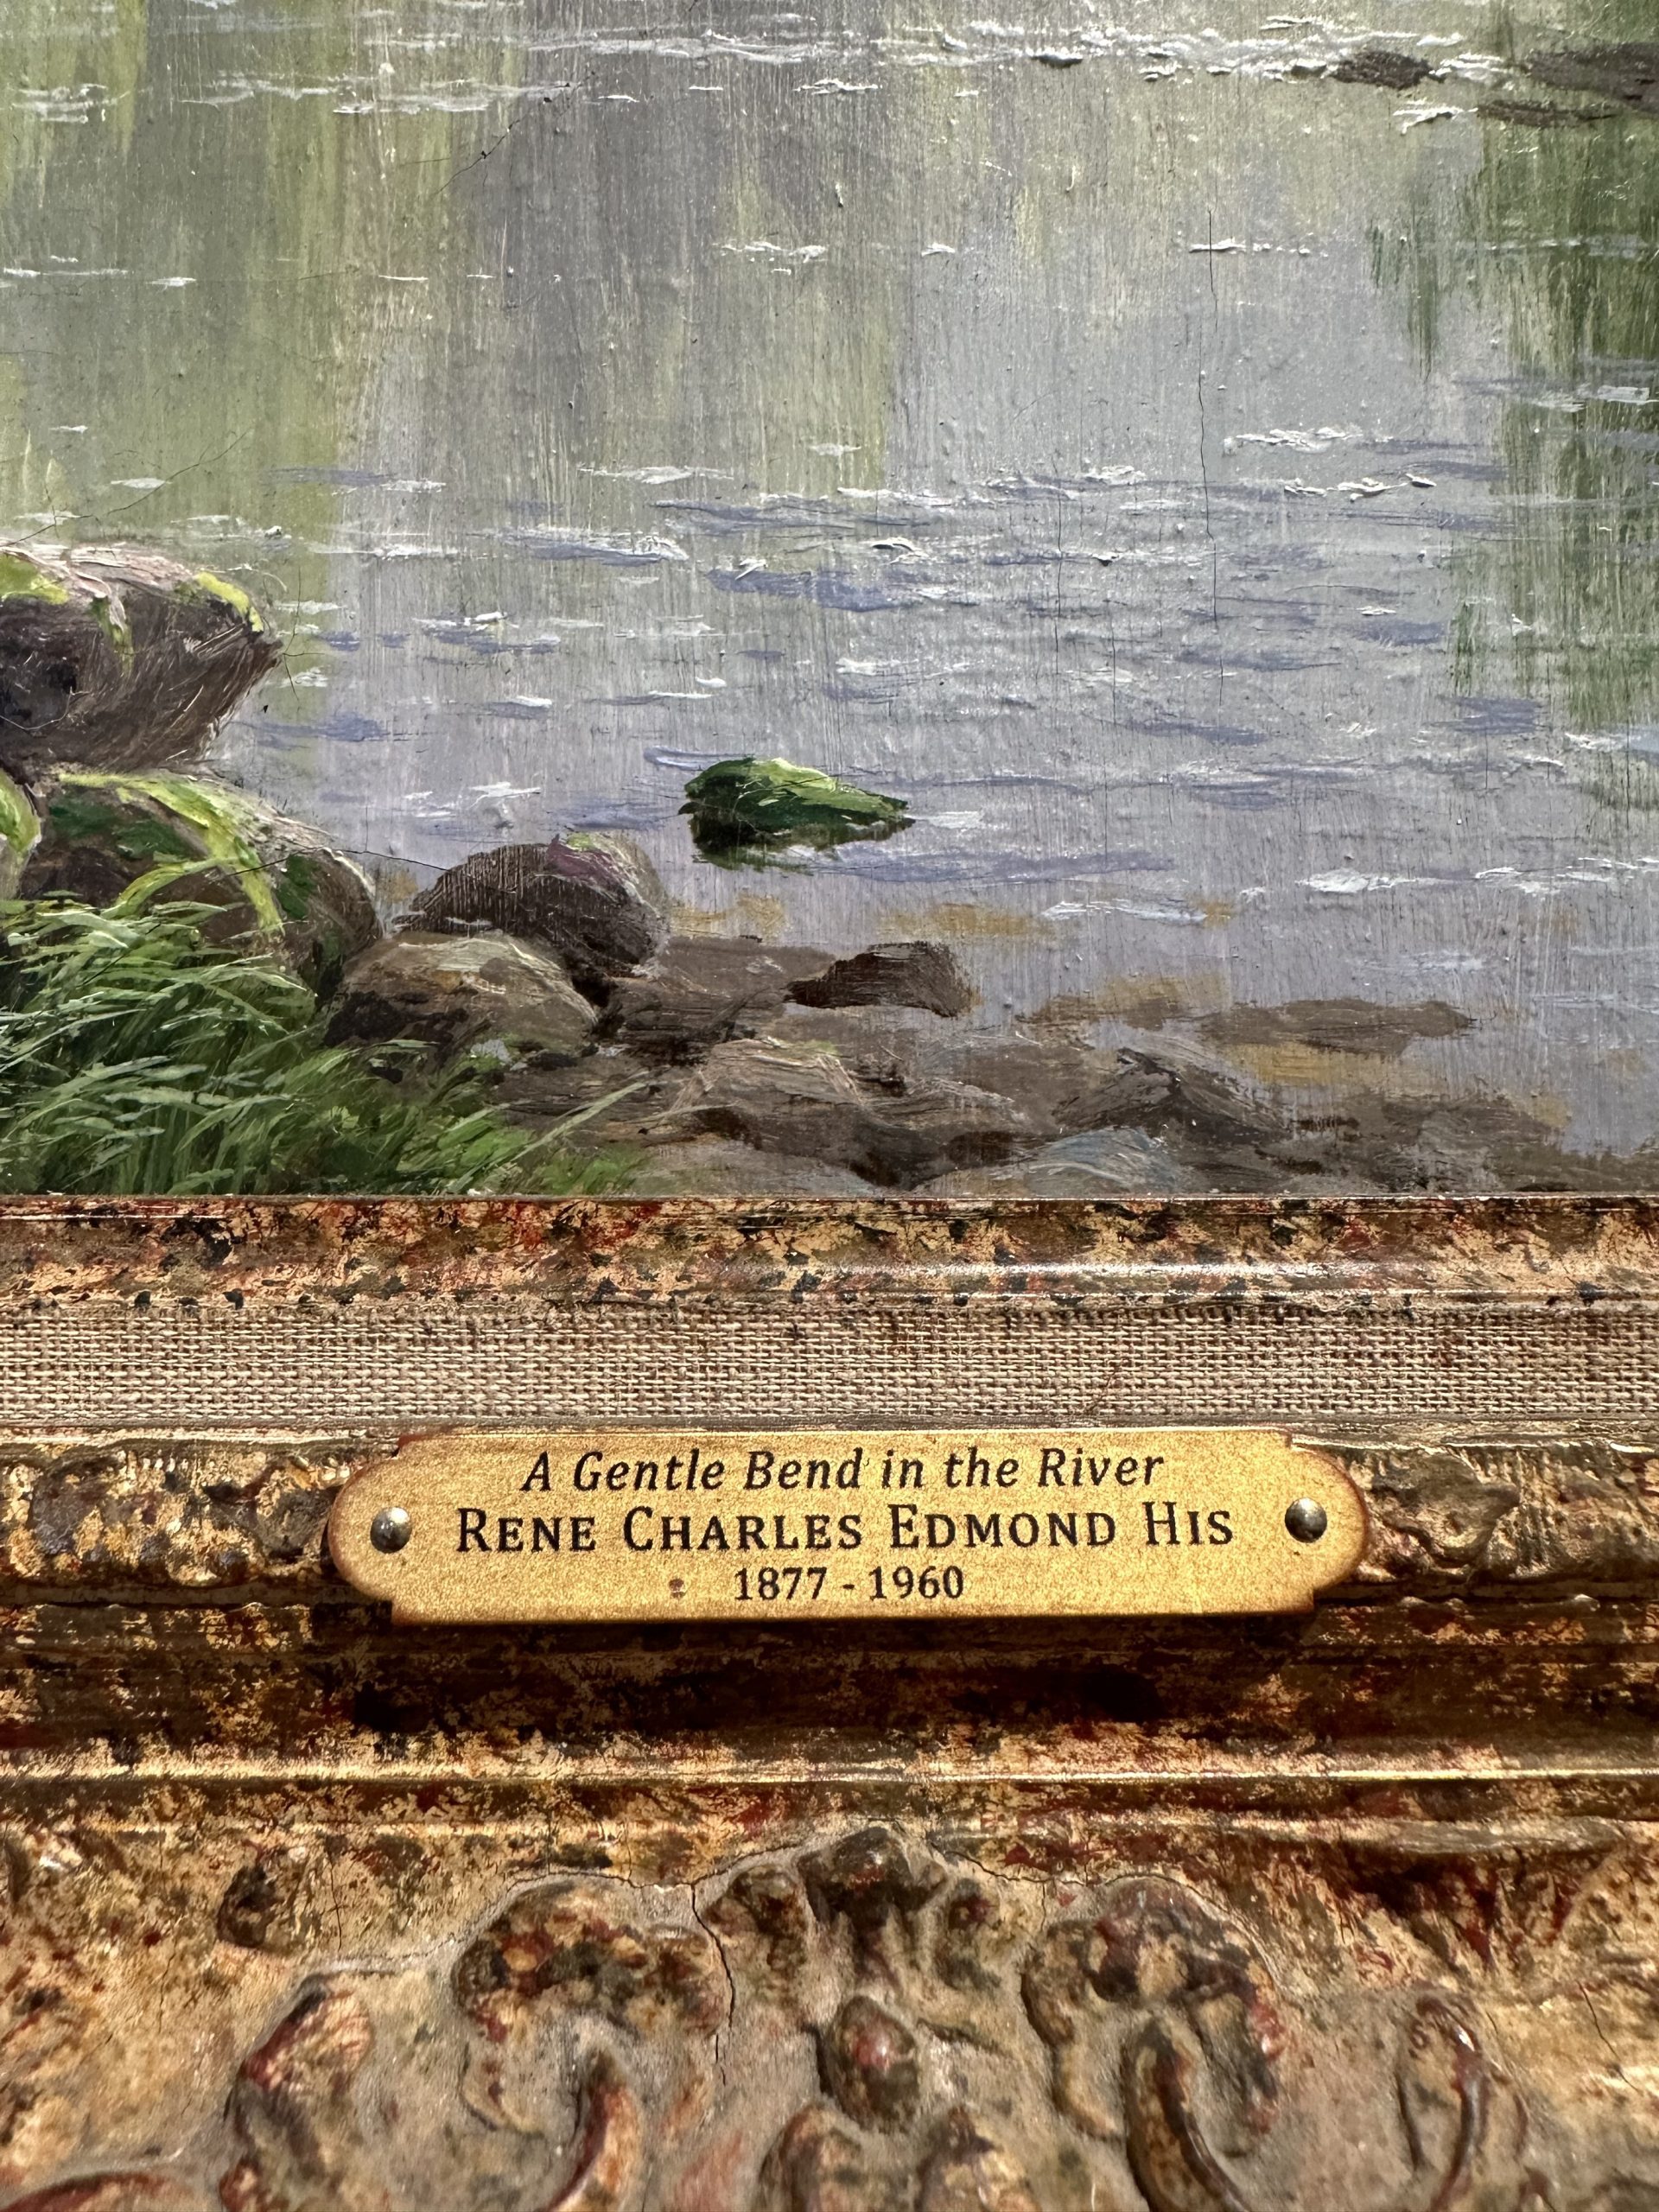 A Gentle Bend in the River
RENE CHARLES EDMOND HIS
1877 - 1960